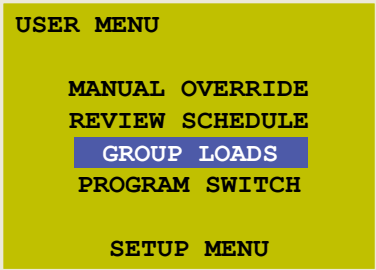 USER MENU
MANUAL OVERRIDE
REVIEW SCHEDULE
GROUP LOADS
PROGRAM SWITCH
SETUP MENU